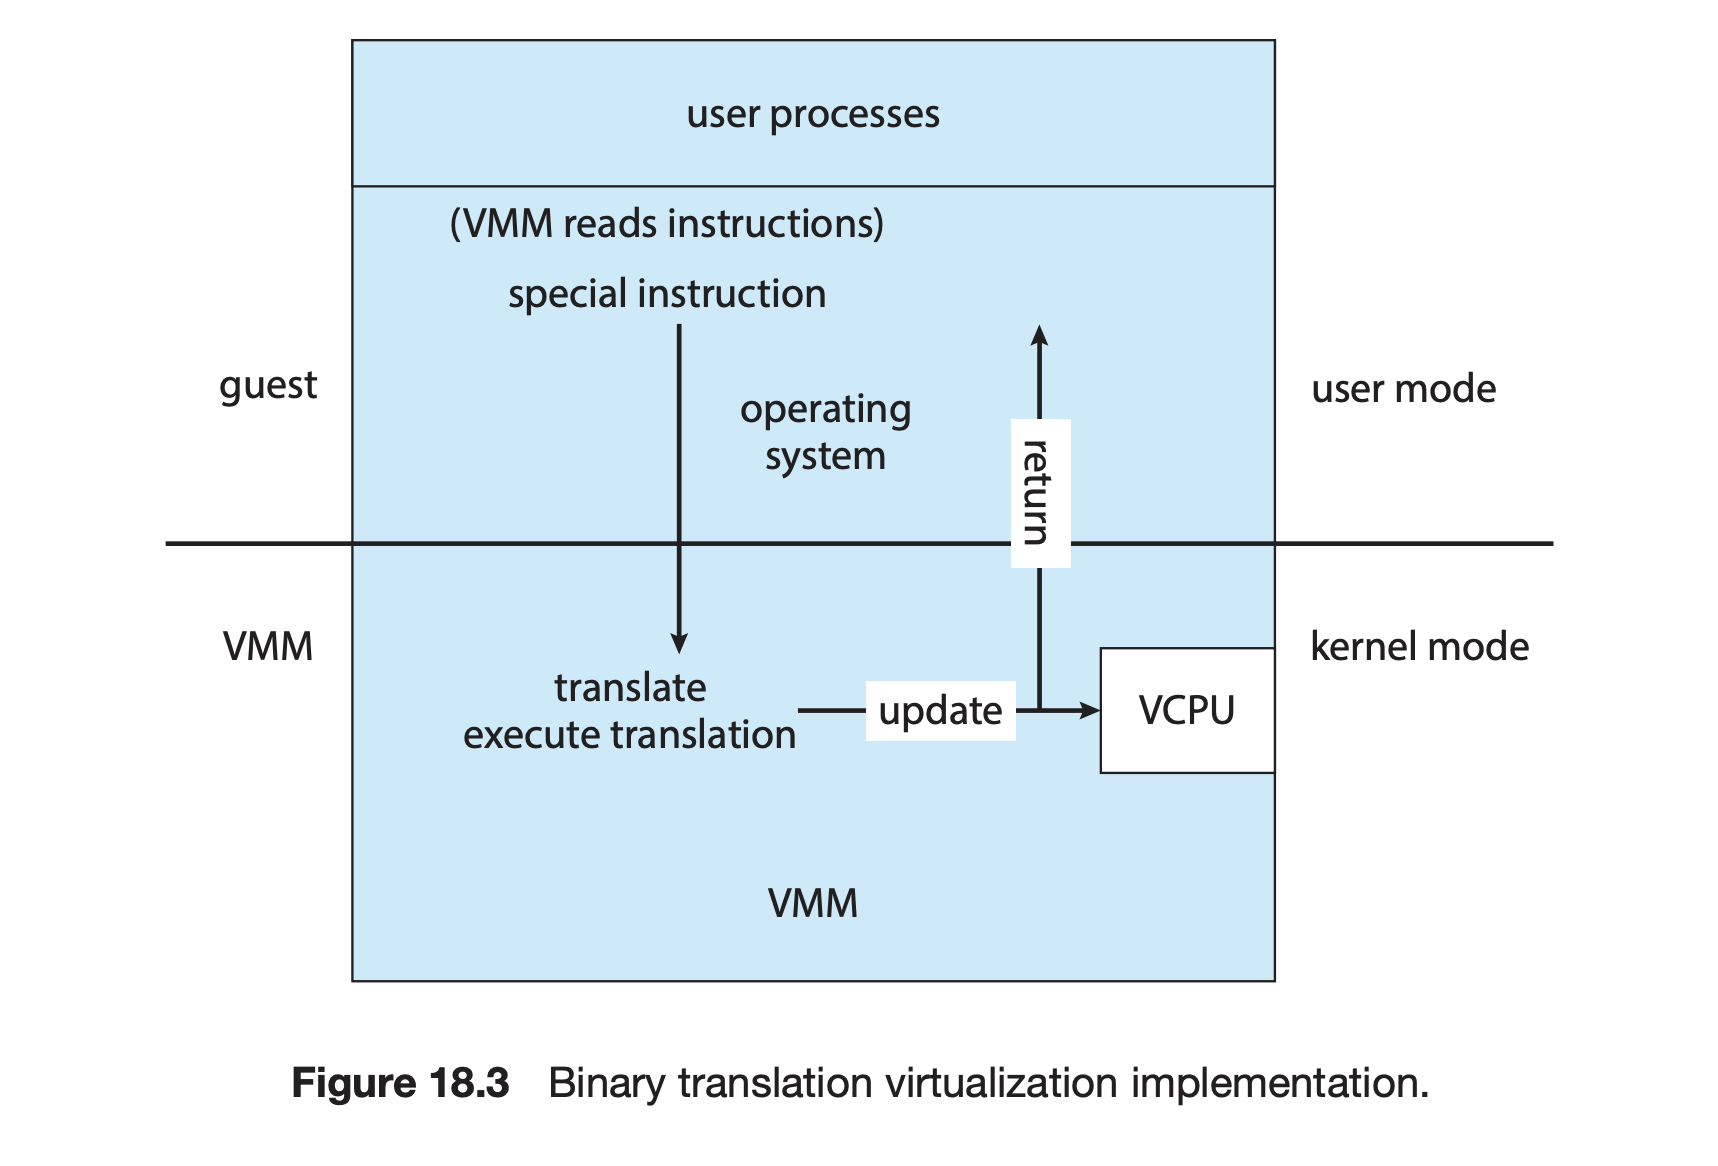 user processes
(VMM reads instructions)
special instruction
guest
operating
system
user mode
return
VMM
kernel mode
translate
execute translation
update
VCPU
VMM
Figure 18.3 Binary translation virtualization implementation.